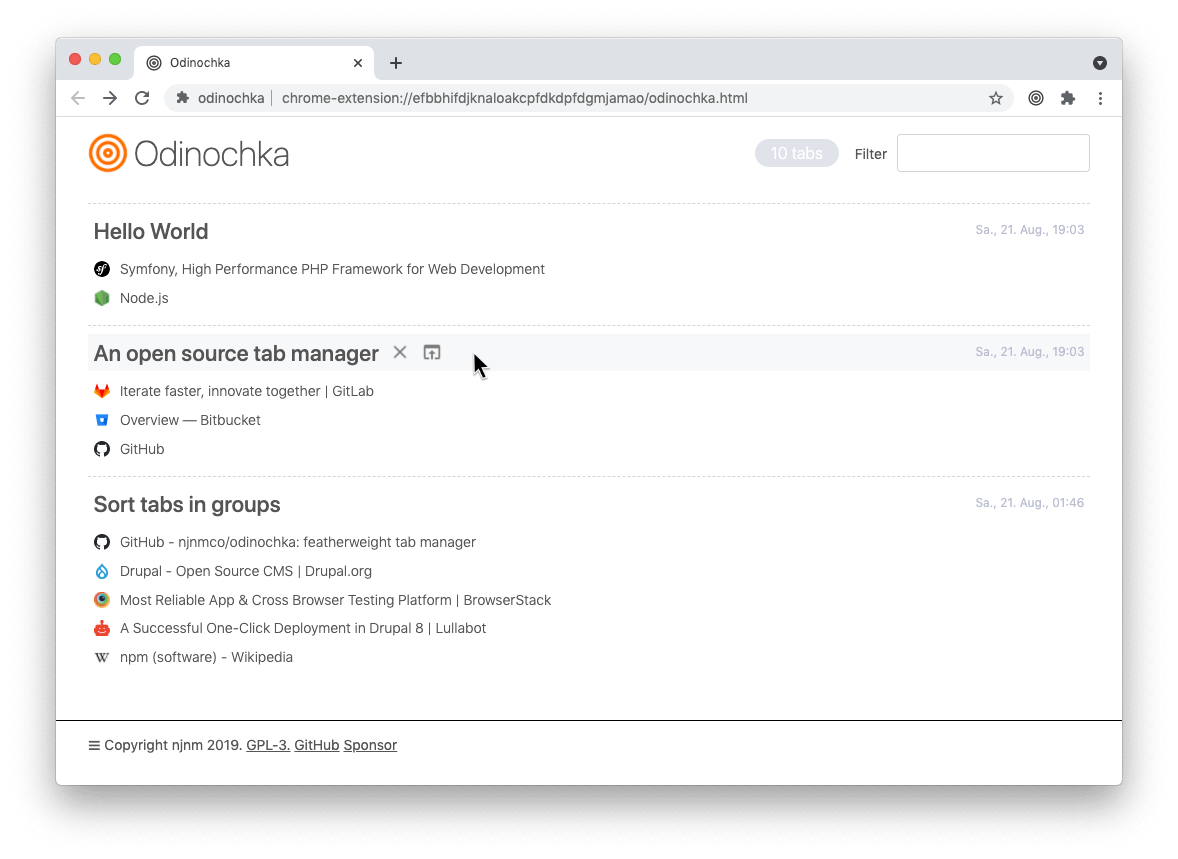 Odinochka
odinochka chrome-extension://efbbhifdjknaloakcpfdkdpfdgmjamao/odinochka.html
Odinochka 10 tabs Filter
Hello World Sa., 21. Aug., 19:03
Symfony, High Performance PHP Framework for Web Development
Node.js
An open source tab manager Sa., 21. Aug., 19:03
Iterate faster, innovate together | GitLab
Overview — Bitbucket
GitHub
Sort tabs in groups Sa., 21. Aug., 01:46
GitHub - njnmco/odinochka: featherweight tab manager
Drupal - Open Source CMS | Drupal.org
Most Reliable App & Cross Browser Testing Platform | BrowserStack
A Successful One-Click Deployment in Drupal 8 | Lullabot
npm (software) - Wikipedia
Copyright njnm 2019. GPL-3. GitHub Sponsor